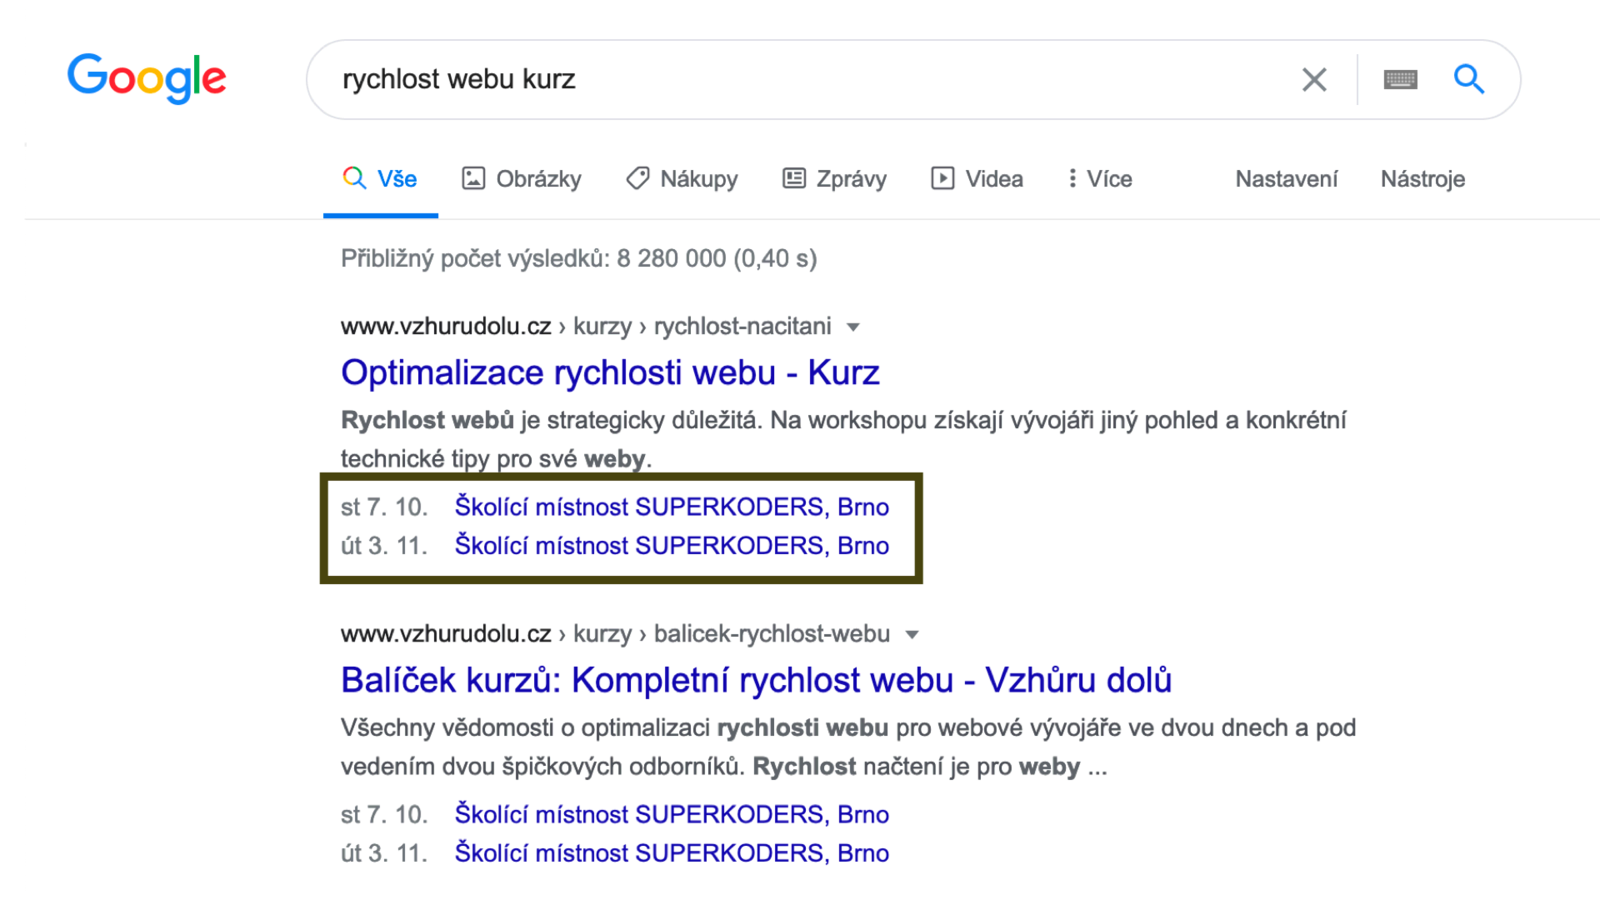 Google
rychlost webu kurz
Vše Obrázky Nákupy Zprávy Videa Více Nastavení Nástroje
Přibližný počet výsledků: 8 280 000 (0,40 s)
www.vzhurudolu.cz › kurzy › rychlost-nacitani
Optimalizace rychlosti webu - Kurz
Rychlost webů je strategicky důležitá. Na workshopu získají vývojáři jiný pohled a konkrétní
technické tipy pro své weby.
st 7. 10. Školící místnost SUPERKODERS, Brno
út 3. 11. Školící místnost SUPERKODERS, Brno
www.vzhurudolu.cz › kurzy › balicek-rychlost-webu
Balíček kurzů: Kompletní rychlost webu - Vzhůru dolů
Všechny vědomosti o optimalizaci rychlosti webu pro webové vývojáře ve dvou dnech a pod
vedením dvou špičkových odborníků. Rychlost načtení je pro weby ...
st 7. 10. Školící místnost SUPERKODERS, Brno
út 3. 11. Školící místnost SUPERKODERS, Brno